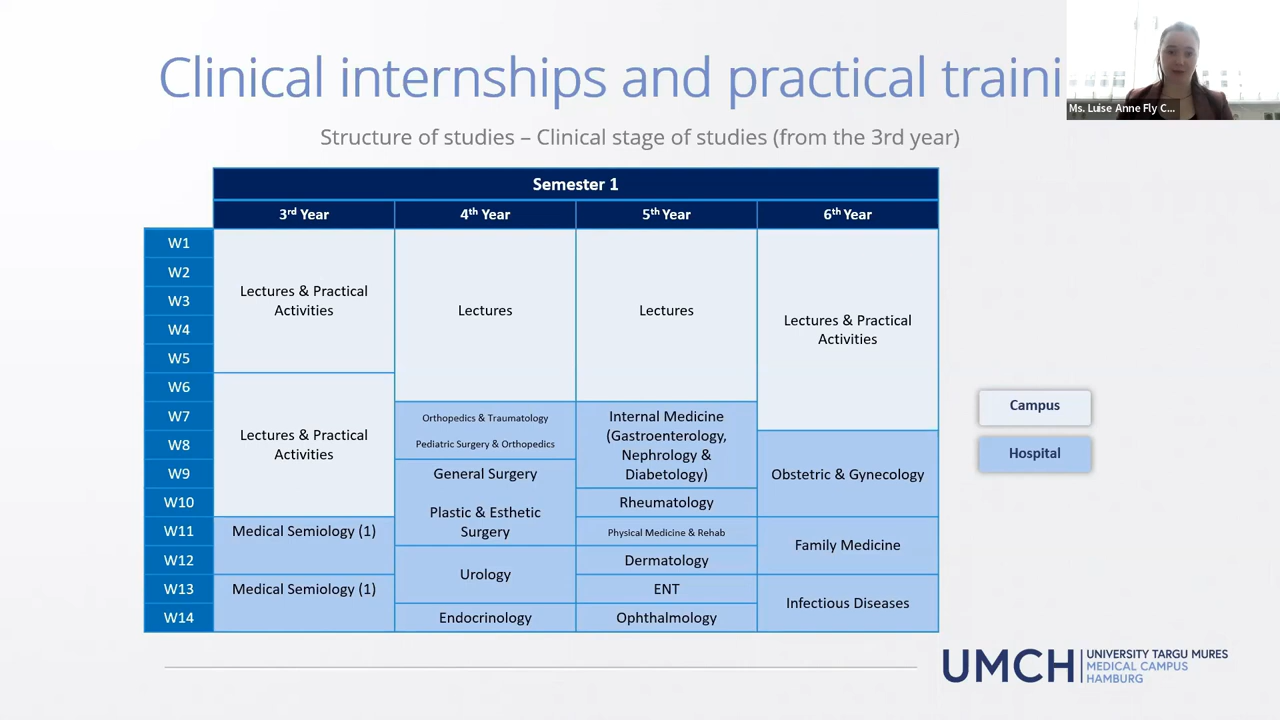 Clinical internships and practical traini
Ms. Luise Anne Fly C...
Structure of studies – Clinical stage of studies (from the 3rd year)
Semester 1
3rd Year
4th Year
5th Year
6th Year
W1
W2
W3
W4
W5
W6
W7
W8
W9
W10
W11
W12
W13
W14
Lectures & Practical
Activities
Lectures & Practical
Activities
Medical Semiology (1)
Medical Semiology (1)
Lectures
Orthopedics & Traumatology
Pediatric Surgery & Orthopedics
General Surgery
Plastic & Esthetic
Surgery
Urology
Endocrinology
Lectures
Internal Medicine
(Gastroenterology,
Nephrology &
Diabetology)
Rheumatology
Physical Medicine & Rehab
Dermatology
ENT
Ophthalmology
Lectures & Practical
Activities
Obstetric & Gynecology
Family Medicine
Infectious Diseases
Campus
Hospital
UMCH
UNIVERSITY TARGU MURES
MEDICAL CAMPUS
HAMBURG